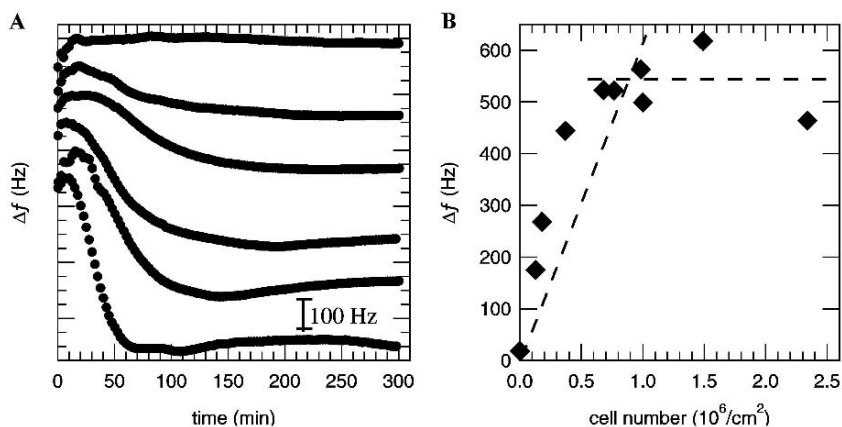 A
Δf (Hz)
100 Hz
0 50 100 150 200 250 300
time (min)
B
Δf (Hz)
600
500
400
300
200
100
0
0.0 0.5 1.0 1.5 2.0 2.5
cell number (10⁶/cm²)